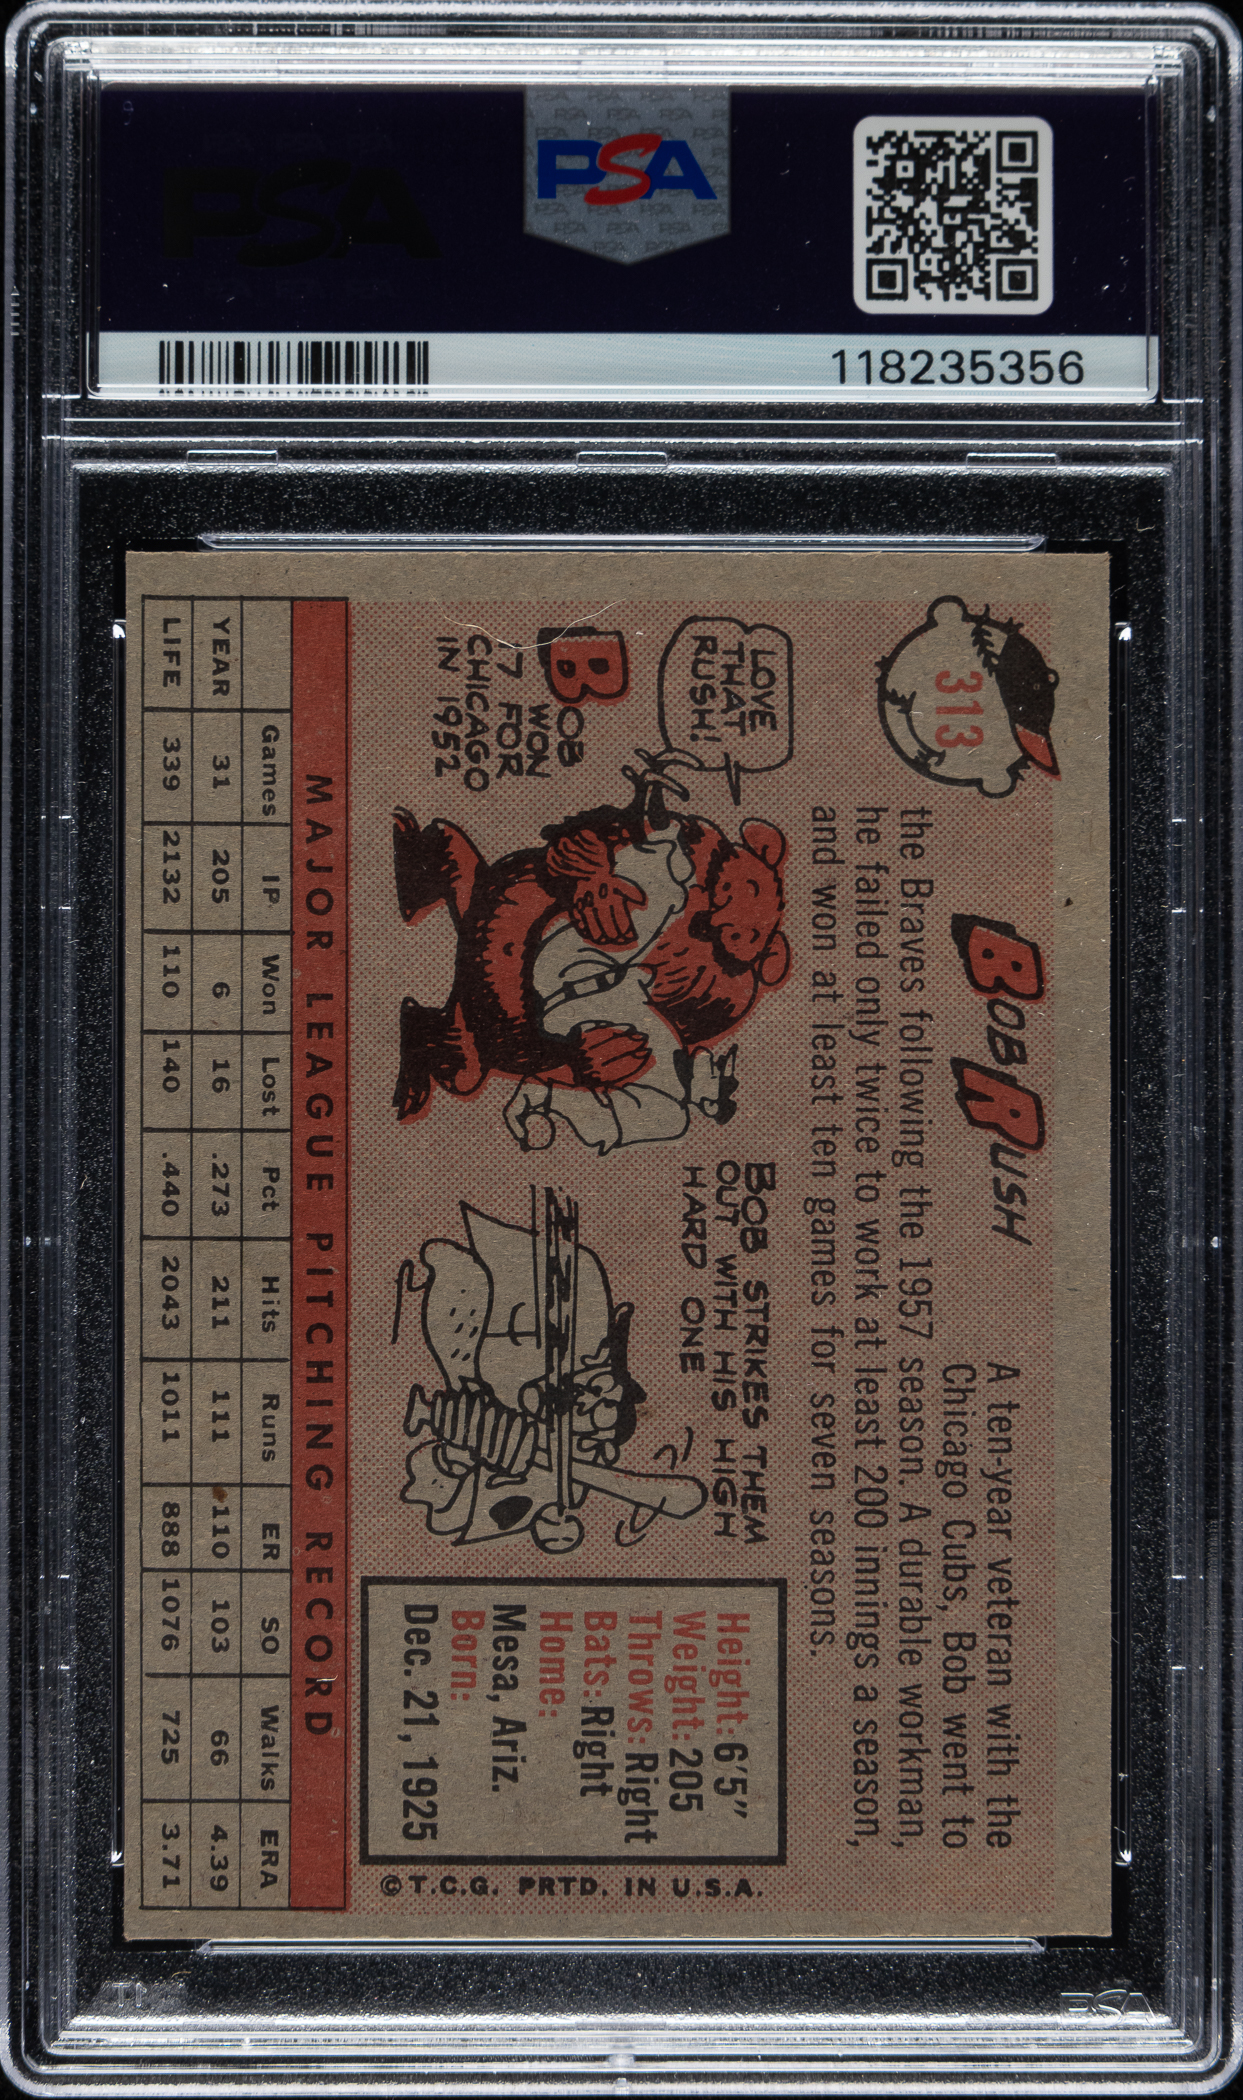 PSA
118235356
313
BOB RUSH
A ten-year veteran with the
Chicago Cubs, Bob went to
the Braves following the 1957 season. A durable workman,
he failed only twice to work at least 200 innings a season,
and won at least ten games for seven seasons.
LOVE
THAT
RUSH!
BOB
WON
17 FOR
CHICAGO
IN 1952
BOB STRIKES THEM
OUT WITH HIS HIGH
HARD ONE
Height: 6'5"
Weight: 205
Throws: Right
Bats: Right
Home:
Mesa, Ariz.
Born:
Dec. 21, 1925
© T.C.G. PRTD. IN U.S.A.
MAJOR LEAGUE PITCHING RECORD
Games IP Won Lost Pct Hits Runs ER SO Walks ERA
YEAR 31 205 6 16 .273 211 111 110 103 66 4.39
LIFE 339 2132 110 140 .440 2043 1011 888 1076 725 3.71
PSA